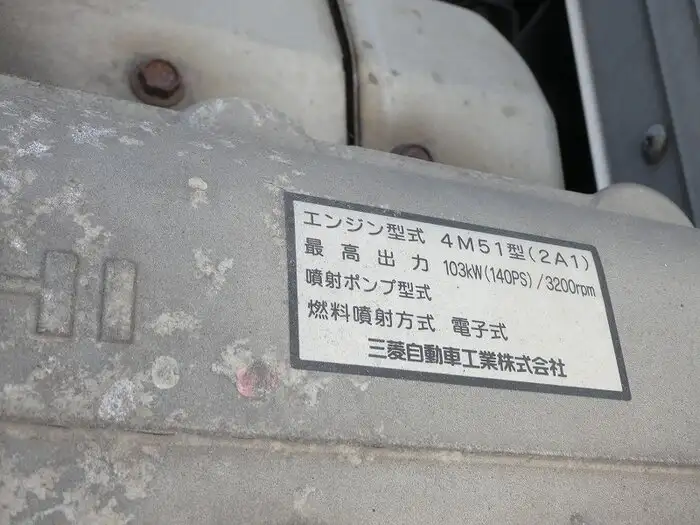 エンジン型式 4M51型(2A1)
最高出力 103kW(140PS)/3200rpm
噴射ポンプ型式
燃料噴射方式 電子式
三菱自動車工業株式会社
HI